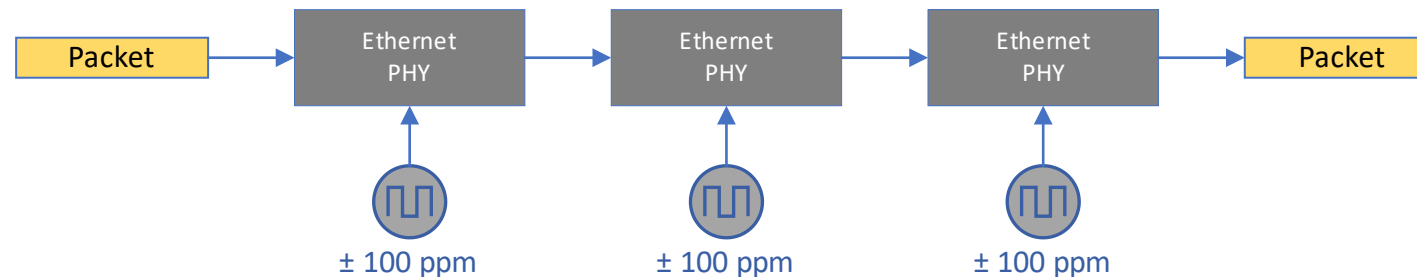 Packet
Ethernet
PHY
Ethernet
PHY
Ethernet
PHY
Packet
± 100 ppm
± 100 ppm
± 100 ppm